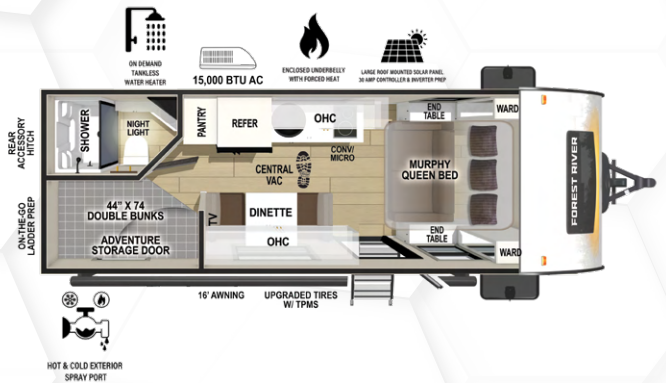 ON DEMAND
TANKLESS
WATER HEATER
15,000 BTU AC
ENCLOSED UNDERBELLY
WITH FORCED HEAT
LARGE ROOF MOUNTED SOLAR PANEL
30 AMP CONTROLLER & INVERTER PREP
REAR
ACCESSORY
HITCH
SHOWER
NIGHT
LIGHT
PANTRY
REFER
OHC
CONV/
MICRO
END
TABLE
WARD
CENTRAL
VAC
MURPHY
QUEEN BED
FOREST RIVER
ON-THE-GO
LADDER PREP
44" X 74
DOUBLE BUNKS
ADVENTURE
STORAGE DOOR
TV
DINETTE
OHC
END
TABLE
WARD
16' AWNING
UPGRADED TIRES
W/ TPMS
HOT & COLD EXTERIOR
SPRAY PORT